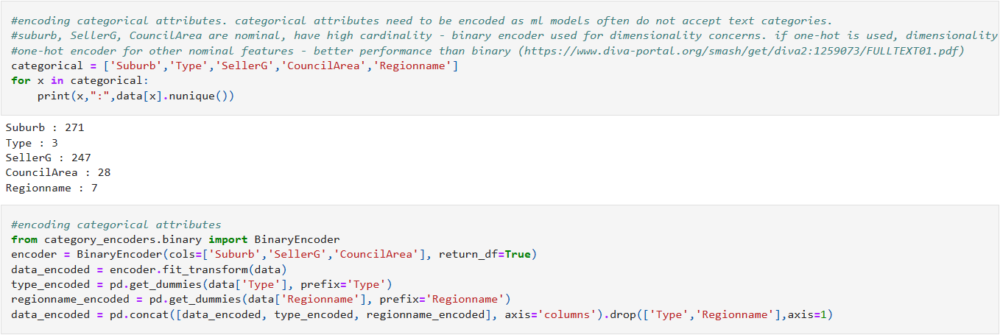 #encoding categorical attributes. categorical attributes need to be encoded as ml models often do not accept text categories.
#suburb, SellerG, CouncilArea are nominal, have high cardinality - binary encoder used for dimensionality concerns. if one-hot is used, dimensionality
#one-hot encoder for other nominal features - better performance than binary (https://www.diva-portal.org/smash/get/diva2:1259073/FULLTEXT01.pdf)
categorical = ['Suburb','Type','SellerG','CouncilArea','Regionname']
for x in categorical:
    print(x,":",data[x].nunique())
Suburb : 271
Type : 3
SellerG : 247
CouncilArea : 28
Regionname : 7
#encoding categorical attributes
from category_encoders.binary import BinaryEncoder
encoder = BinaryEncoder(cols=['Suburb','SellerG','CouncilArea'], return_df=True)
data_encoded = encoder.fit_transform(data)
type_encoded = pd.get_dummies(data['Type'], prefix='Type')
regionname_encoded = pd.get_dummies(data['Regionname'], prefix='Regionname')
data_encoded = pd.concat([data_encoded, type_encoded, regionname_encoded], axis='columns').drop(['Type','Regionname'],axis=1)